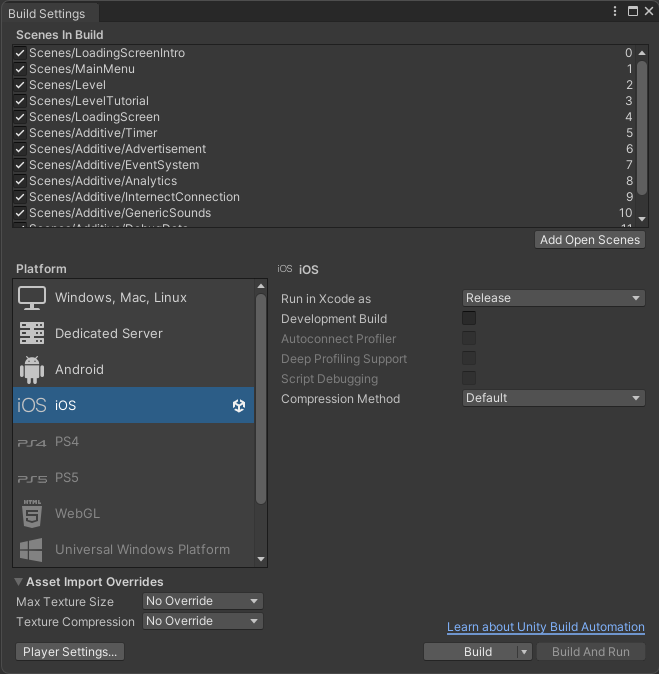 Build Settings
Scenes In Build
Scenes/LoadingScreenIntro 0
Scenes/MainMenu 1
Scenes/Level 2
Scenes/LevelTutorial 3
Scenes/LoadingScreen 4
Scenes/Additive/Timer 5
Scenes/Additive/Advertisement 6
Scenes/Additive/EventSystem 7
Scenes/Additive/Analytics 8
Scenes/Additive/InternectConnection 9
Scenes/Additive/GenericSounds 10
Add Open Scenes
Platform
Windows, Mac, Linux
Dedicated Server
Android
iOS iOS
PS4 PS4
PS5 PS5
HTML 5 WebGL
Universal Windows Platform
iOS iOS
Run in Xcode as Release
Development Build
Autoconnect Profiler
Deep Profiling Support
Script Debugging
Compression Method Default
Asset Import Overrides
Max Texture Size No Override
Texture Compression No Override
Learn about Unity Build Automation
Player Settings... Build Build And Run